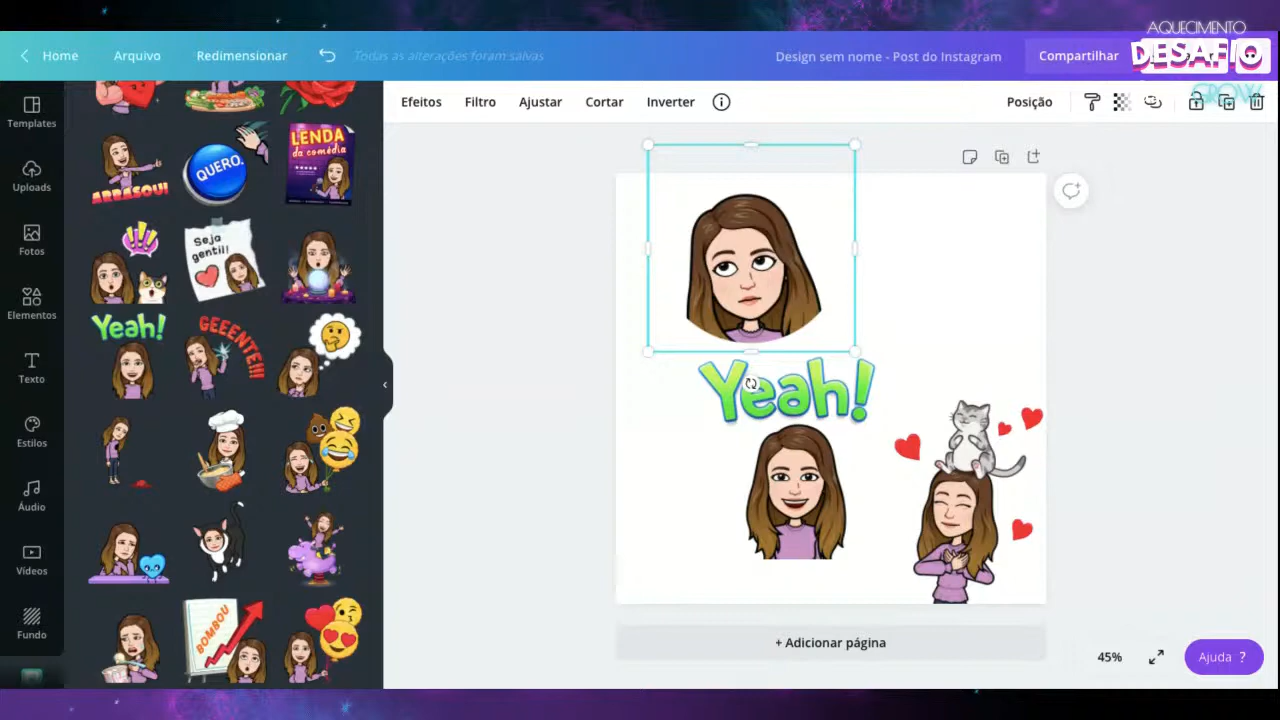 AQUECIMENTO
DESAFIO
GROW
Home
Arquivo
Redimensionar
Todas as alterações foram salvas
Design sem nome - Post do Instagram
Compartilhar
Templates
Uploads
Fotos
Elementos
Texto
Estilos
Áudio
Vídeos
Fundo
Efeitos
Filtro
Ajustar
Cortar
Inverter
Posição
ARRASOU!
QUERO.
LENDA
da comédia
Seja
gentil!
Yeah!
GEEENTE!!!
BOMBOU
Yeah!
+ Adicionar página
45%
Ajuda ?